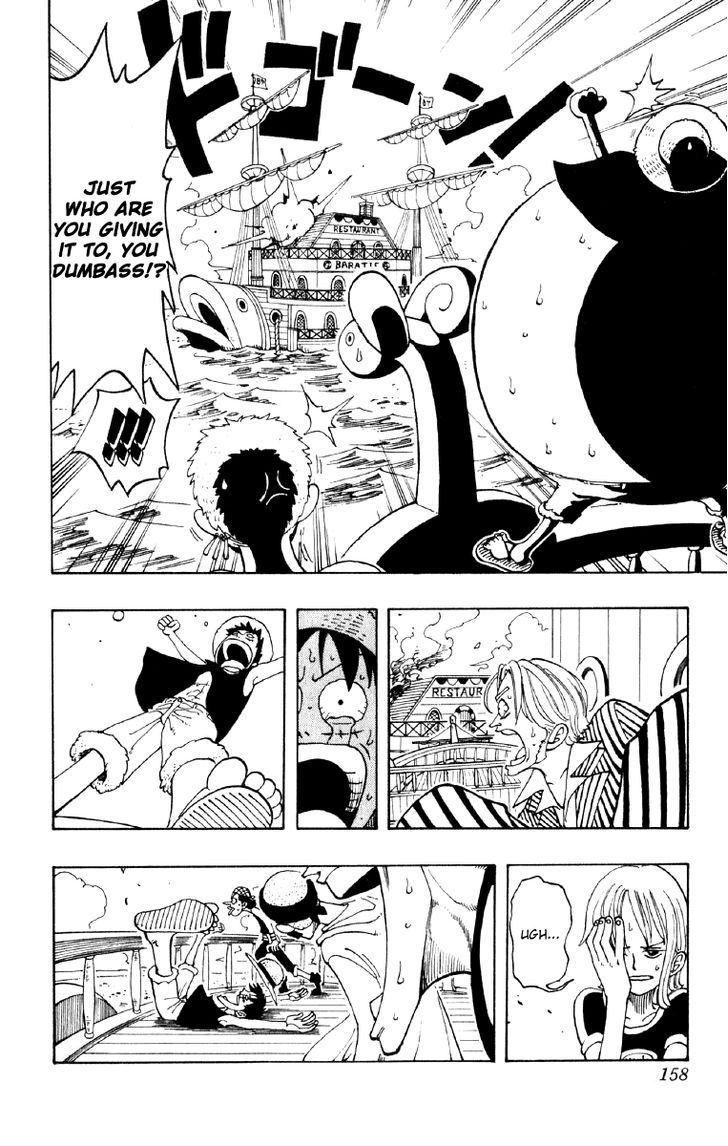 ドゴーン
JUST
WHO ARE
YOU GIVING
IT TO, YOU
DUMBASS!?
!!!
RESTAURANT
BARATIE
RESTAUR
UGH...
158